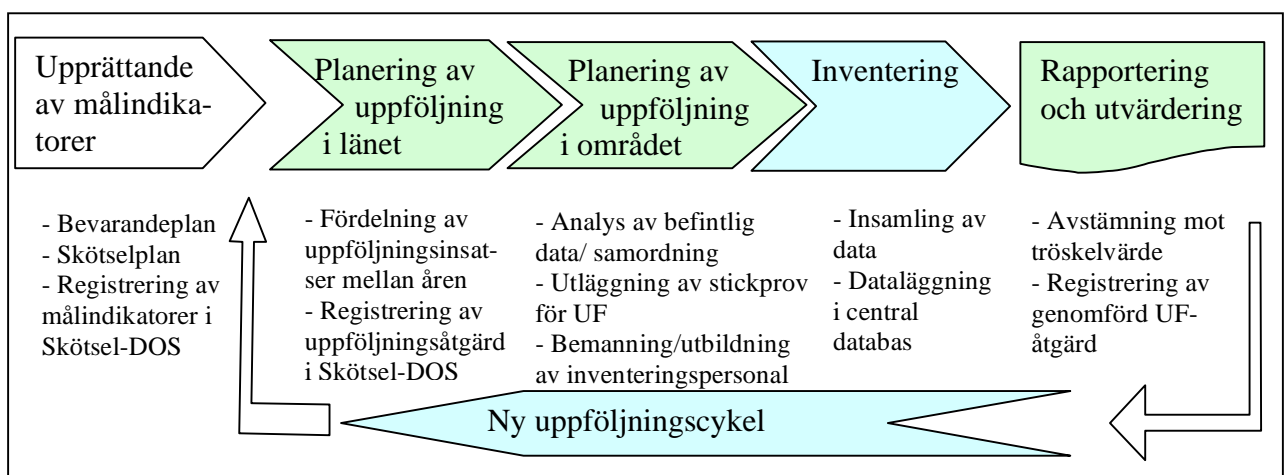 Upprättande
av målindika-
torer
Planering av
uppföljning
i länet
Planering av
uppföljning
i området
Inventering
Rapportering
och utvärdering
- Bevarandeplan
- Skötselplan
- Registrering av
målindikatorer i
Skötsel-DOS
- Fördelning av
uppföljningsinsat-
ser mellan åren
- Registrering av
uppföljningsåtgärd
i Skötsel-DOS
- Analys av befintlig
data/ samordning
- Utläggning av stickprov
för UF
- Bemanning/utbildning
av inventeringspersonal
- Insamling av
data
- Dataläggning
i central
databas
- Avstämning mot
tröskelvärde
- Registrering av
genomförd UF-
åtgärd
Ny uppföljningscykel